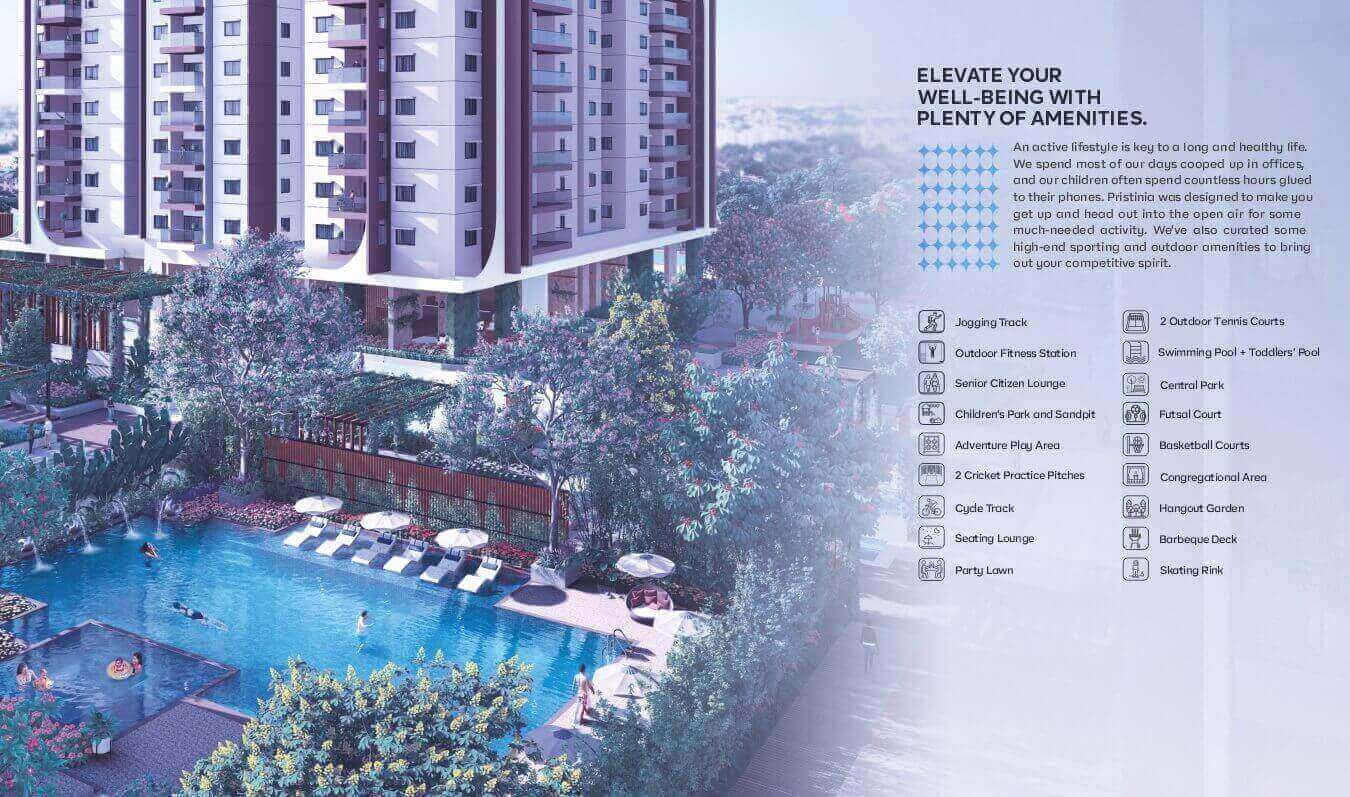 ELEVATE YOUR
WELL-BEING WITH
PLENTY OF AMENITIES.
An active lifestyle is key to a long and healthy life.
We spend most of our days cooped up in offices,
and our children often spend countless hours glued
to their phones. Pristinia was designed to make you
get up and head out into the open air for some
much-needed activity. We've also curated some
high-end sporting and outdoor amenities to bring
out your competitive spirit.
Jogging Track
Outdoor Fitness Station
Senior Citizen Lounge
Children's Park and Sandpit
Adventure Play Area
2 Cricket Practice Pitches
Cycle Track
Seating Lounge
Party Lawn
2 Outdoor Tennis Courts
Swimming Pool + Toddlers' Pool
Central Park
Futsal Court
Basketball Courts
Congregational Area
Hangout Garden
Barbeque Deck
Skating Rink